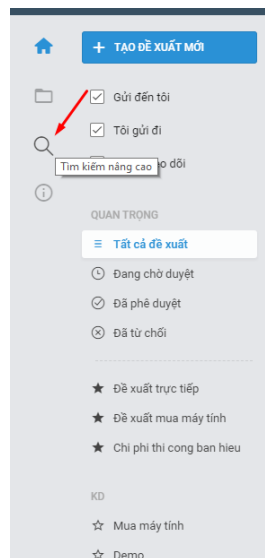 + TẠO ĐỀ XUẤT MỚI
Gửi đến tôi
Tôi gửi đi
Tìm kiếm nâng cao
dõi
QUAN TRỌNG
Tất cả đề xuất
Đang chờ duyệt
Đã phê duyệt
Đã từ chối
Đề xuất trực tiếp
Đề xuất mua máy tính
Chi phi thi cong ban hieu
KD
Mua máy tính
Demo